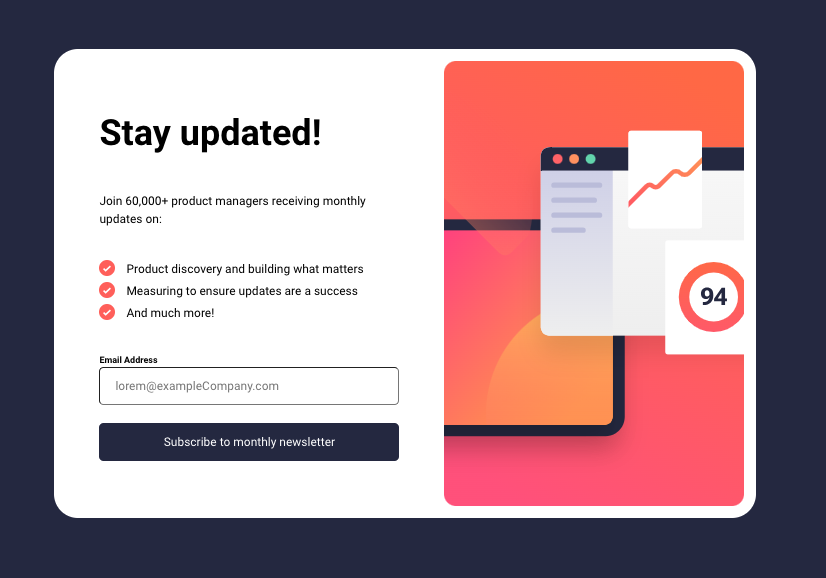 Stay updated!
Join 60,000+ product managers receiving monthly
updates on:
Product discovery and building what matters
Measuring to ensure updates are a success
And much more!
Email Address
lorem@exampleCompany.com
Subscribe to monthly newsletter
94